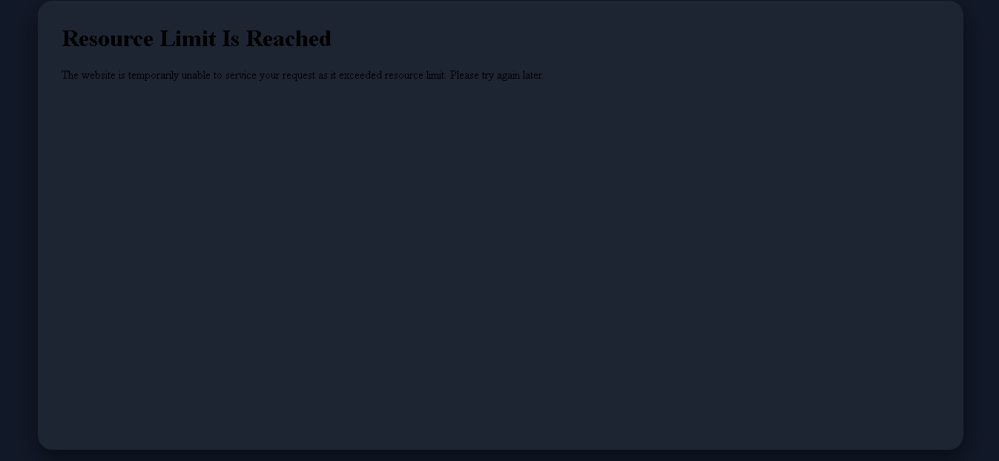 Resource Limit Is Reached
The website is temporarily unable to service your request as it exceeded resource limit. Please try again later.